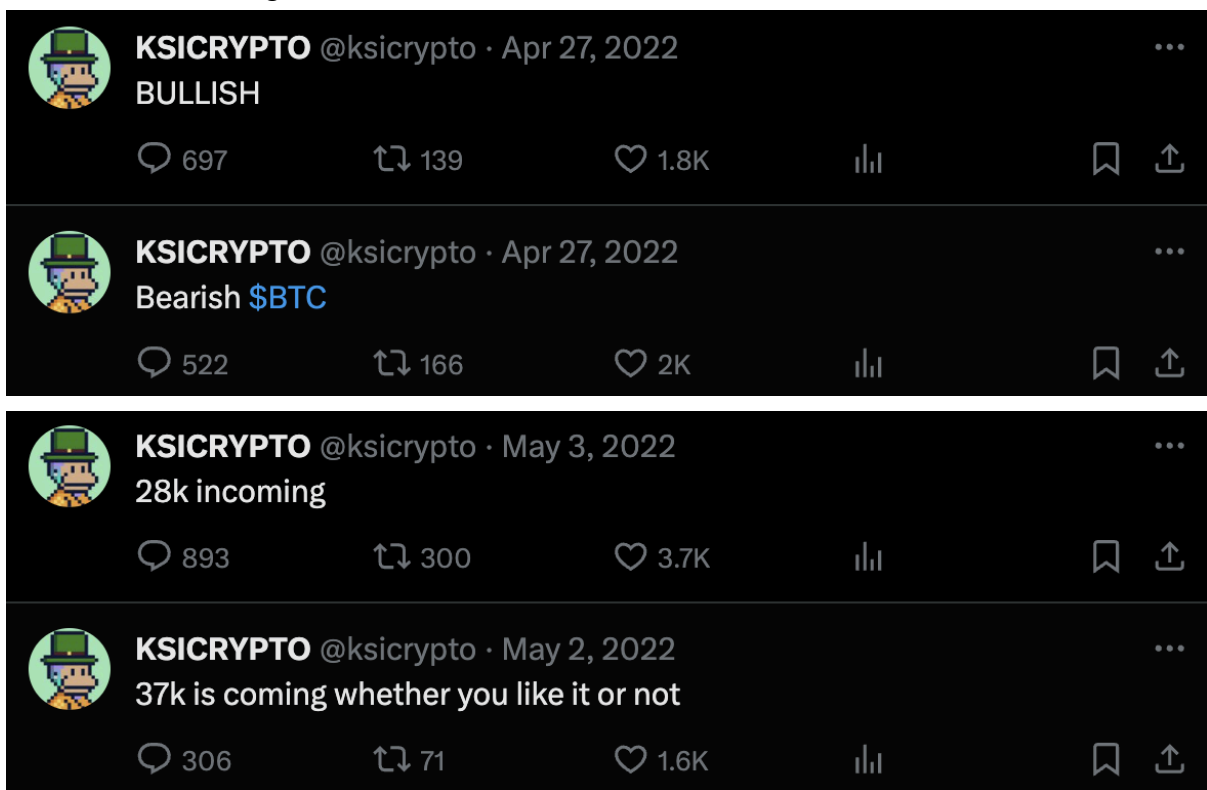 KSICRYPTO @ksicrypto · Apr 27, 2022
BULLISH
697 139 1.8K
KSICRYPTO @ksicrypto · Apr 27, 2022
Bearish $BTC
522 166 2K
KSICRYPTO @ksicrypto · May 3, 2022
28k incoming
893 300 3.7K
KSICRYPTO @ksicrypto · May 2, 2022
37k is coming whether you like it or not
306 71 1.6K